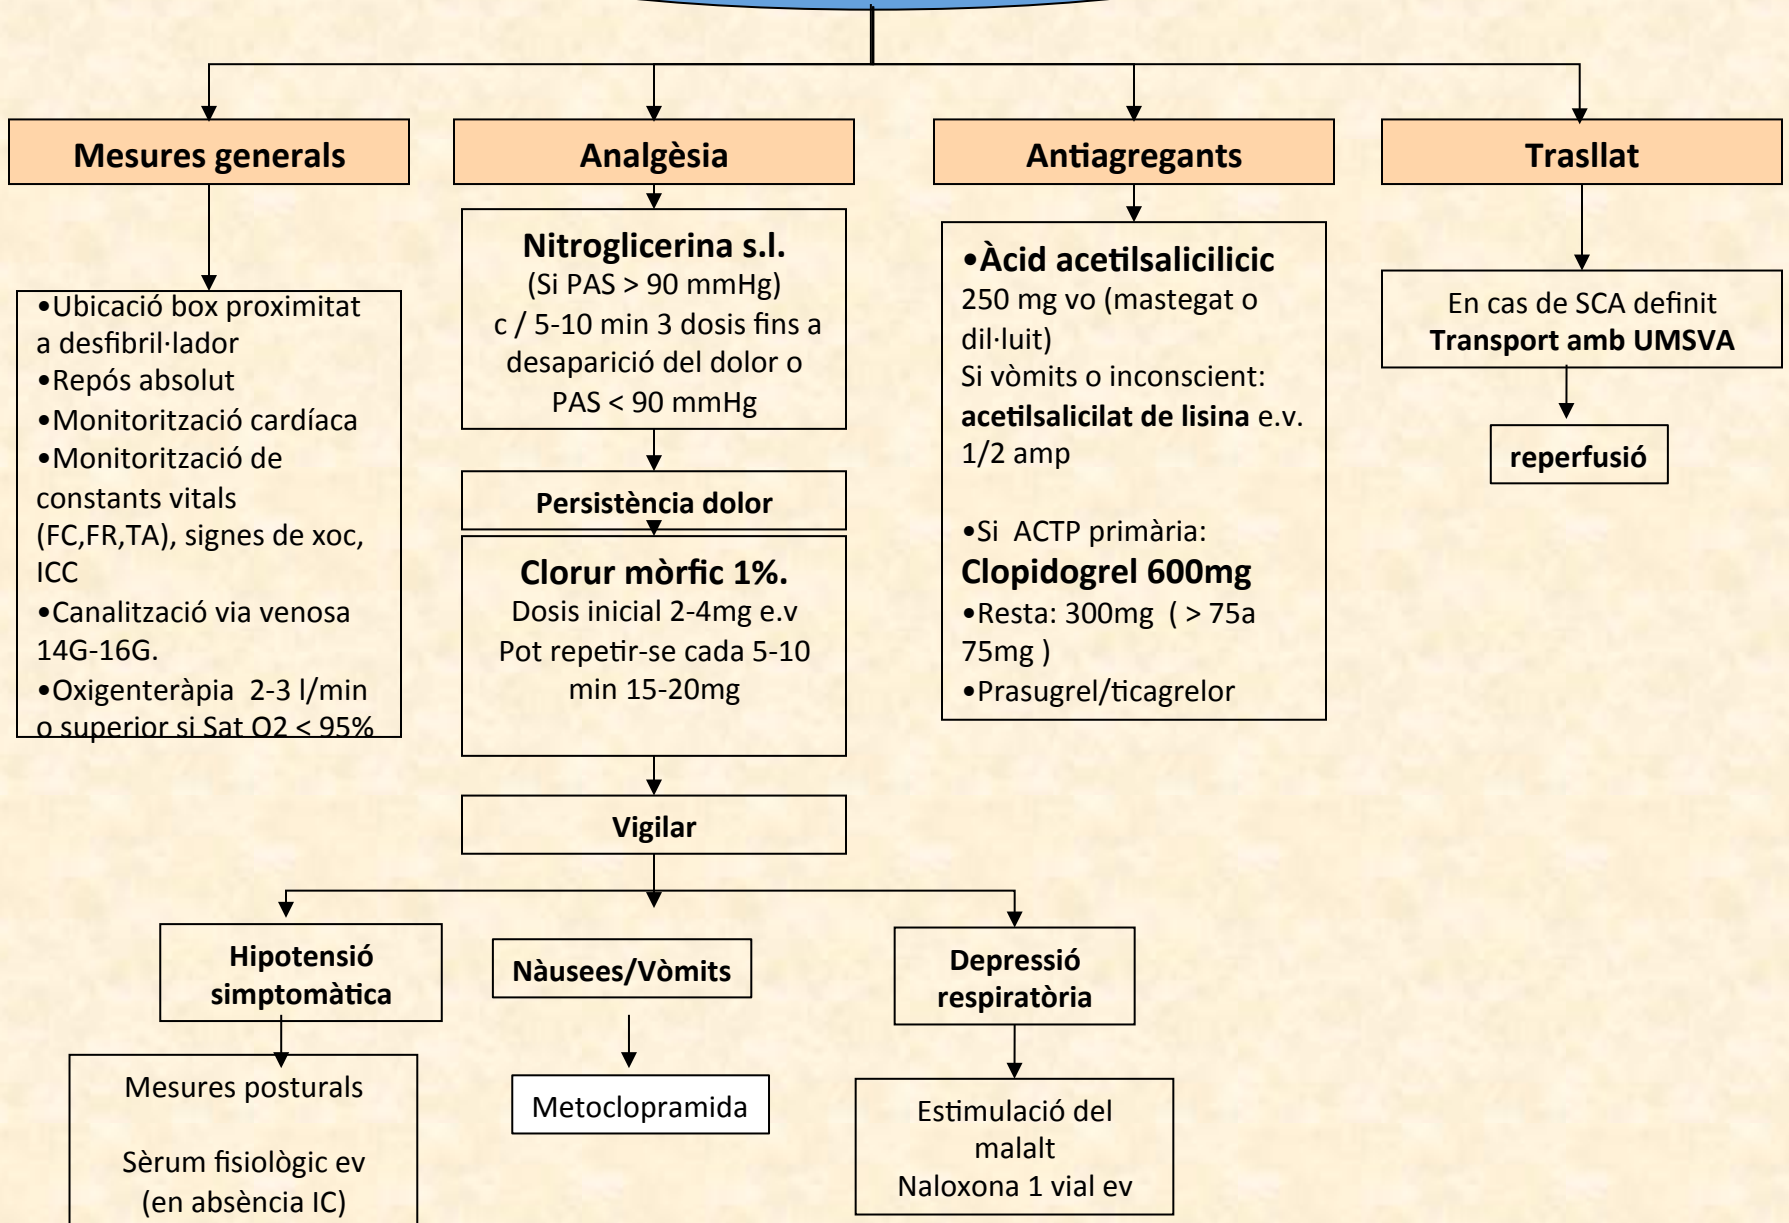 Mesures generals
•Ubicació box proximitat
a desfibril·lador
•Repós absolut
•Monitorització cardíaca
•Monitorització de
constants vitals
(FC,FR,TA), signes de xoc,
ICC
•Canalització via venosa
14G-16G.
•Oxigenteràpia 2-3 l/min
o superior si Sat O2 < 95%
Analgèsia
Nitroglicerina s.l.
(Si PAS > 90 mmHg)
c / 5-10 min 3 dosis fins a
desaparició del dolor o
PAS < 90 mmHg
Persistència dolor
Clorur mòrfic 1%.
Dosis inicial 2-4mg e.v
Pot repetir-se cada 5-10
min 15-20mg
Vigilar
Hipotensió
simptomàtica
Mesures posturals
Sèrum fisiològic ev
(en absència IC)
Nàusees/Vòmits
Metoclopramida
Depressió
respiratòria
Estimulació del
malalt
Naloxona 1 vial ev
Antiagregants
•Àcid acetilsalicilicic
250 mg vo (mastegat o
dil·luit)
Si vòmits o inconscient:
acetilsalicilat de lisina e.v.
1/2 amp
•Si ACTP primària:
Clopidogrel 600mg
•Resta: 300mg ( > 75a
75mg )
•Prasugrel/ticagrelor
Trasllat
En cas de SCA definit
Transport amb UMSVA
reperfusió